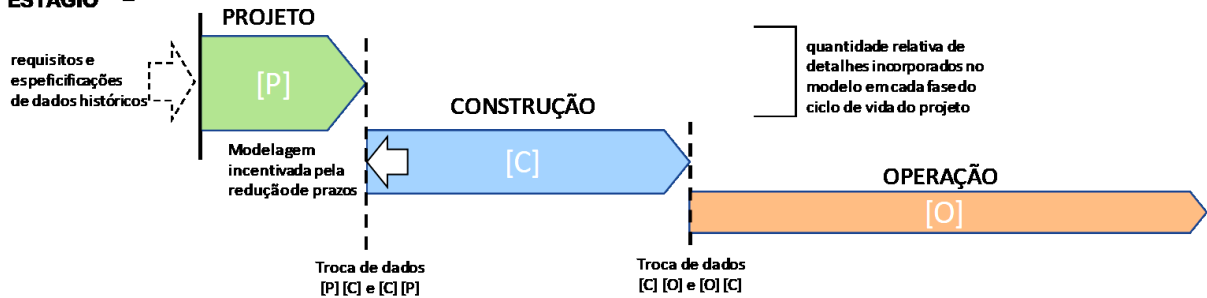 ESTÁGIO –
PROJETO
requisitos e
espeficificações
de dados históricos
[P]
quantidade relativa de
detalhes incorporados no
modelo em cada fase do
ciclo de vida do projeto
CONSTRUÇÃO
Modelagem
incentivada pela
redução de prazos
[C]
OPERAÇÃO
[O]
Troca de dados
[P] [C] e [C] [P]
Troca de dados
[C] [O] e [O] [C]